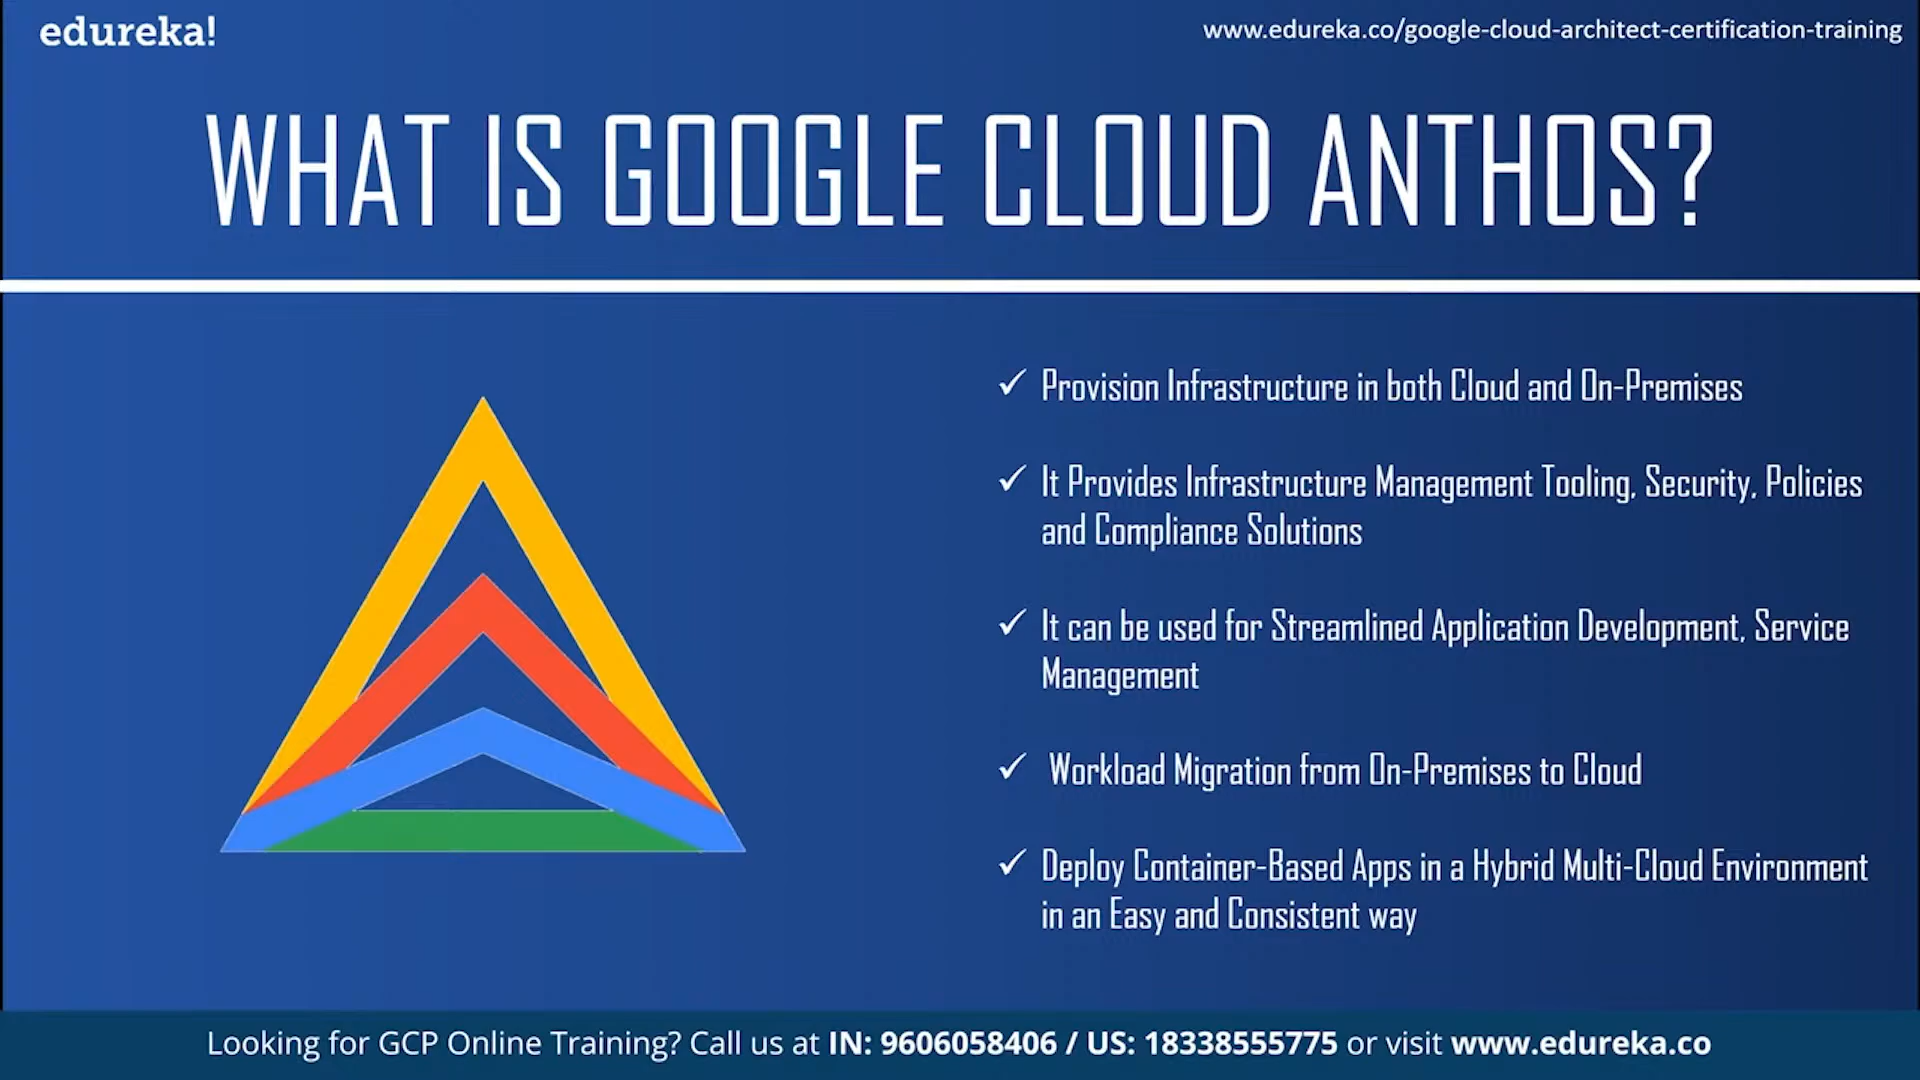 edureka!
www.edureka.co/google-cloud-architect-certification-training
WHAT IS GOOGLE CLOUD ANTHOS?
✓ Provision Infrastructure in both Cloud and On-Premises
✓ It Provides Infrastructure Management Tooling, Security, Policies
and Compliance Solutions
✓ It can be used for Streamlined Application Development, Service
Management
✓ Workload Migration from On-Premises to Cloud
✓ Deploy Container-Based Apps in a Hybrid Multi-Cloud Environment
in an Easy and Consistent way
Looking for GCP Online Training? Call us at IN: 9606058406 / US: 18338555775 or visit www.edureka.co